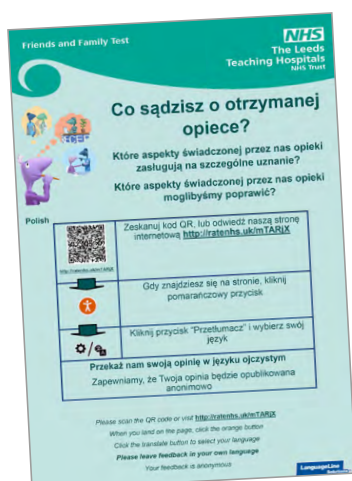 Friends and Family Test
NHS
The Leeds
Teaching Hospitals
NHS Trust
Co sądzisz o otrzymanej
opiece?
Które aspekty świadczonej przez nas opieki
zasługują na szczególne uznanie?
Które aspekty świadczonej przez nas opieki
moglibyśmy poprawić?
Polish
Zeskanuj kod QR, lub odwiedź naszą stronę
internetową http://ratenhs.uk/mTARjX
http://ratenhs.uk/mTARjX
Gdy znajdziesz się na stronie, kliknij
pomarańczowy przycisk
Kliknij przycisk "Przetłumacz" i wybierz swój
język
Przekaż nam swoją opinię w języku ojczystym
Zapewniamy, że Twoja opinia będzie opublikowana
anonimowo
Please scan the QR code or visit http://ratenhs.uk/mTARjX
When you land on the page, click the orange button
Click the translate button to select your language
Please leave feedback in your own language
Your feedback is anonymous
LanguageLine
Solutions